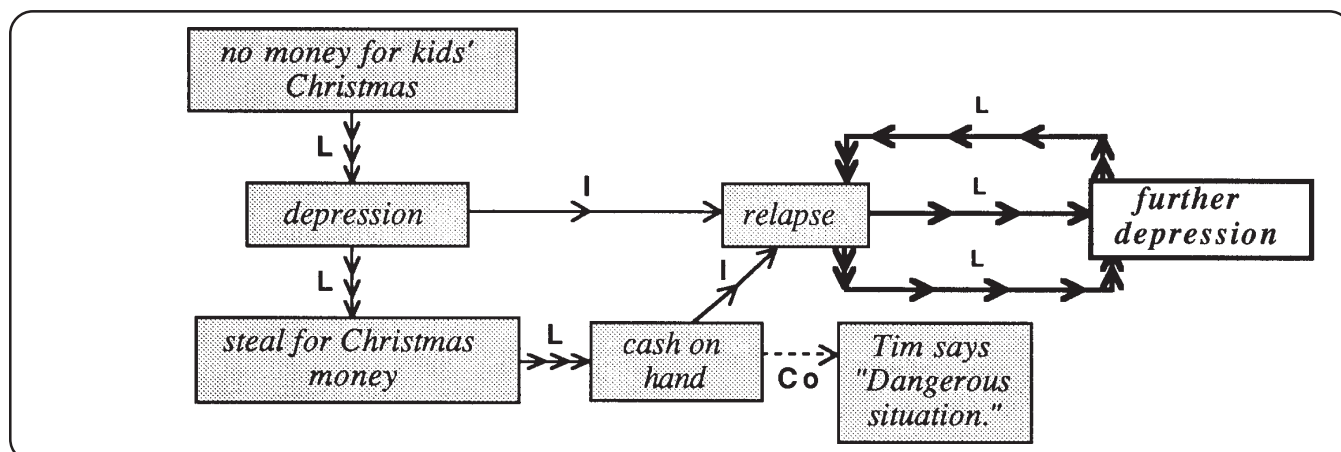 no money for kids'
Christmas
L
L
depression
I
relapse
L
further
depression
L
L
I
steal for Christmas
money
L
cash on
hand
Co
Tim says
"Dangerous
situation."